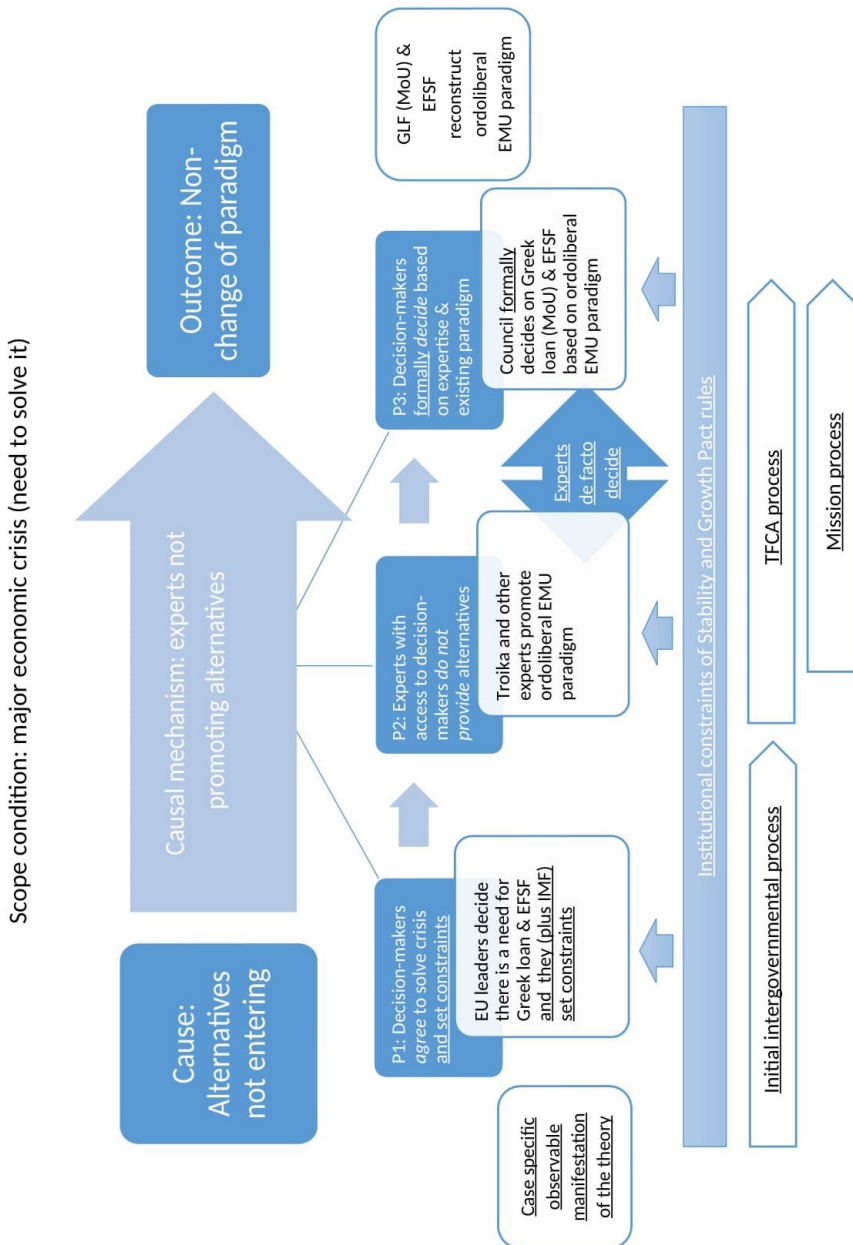 Scope condition: major economic crisis (need to solve it)
Cause:
Alternatives
not entering
Causal mechanism: experts not
promoting alternatives
Outcome: Non-
change of paradigm
P1: Decision-makers
agree to solve crisis
and set constraints
P2: Experts with
access to decision-
makers do not
provide alternatives
P3: Decision-makers
formally decide based
on expertise &
existing paradigm
Case specific
observable
manifestation
of the theory
EU leaders decide
there is a need for
Greek loan & EFSF
and they (plus IMF)
set constraints
Troika and other
experts promote
ordoliberal EMU
paradigm
Experts
de facto
decide
Council formally
decides on Greek
loan (MoU) & EFSF
based on ordoliberal
EMU paradigm
GLF (MoU) &
EFSF
reconstruct
ordoliberal
EMU paradigm
Institutional constraints of Stability and Growth Pact rules
Initial intergovernmental process
TFCA process
Mission process